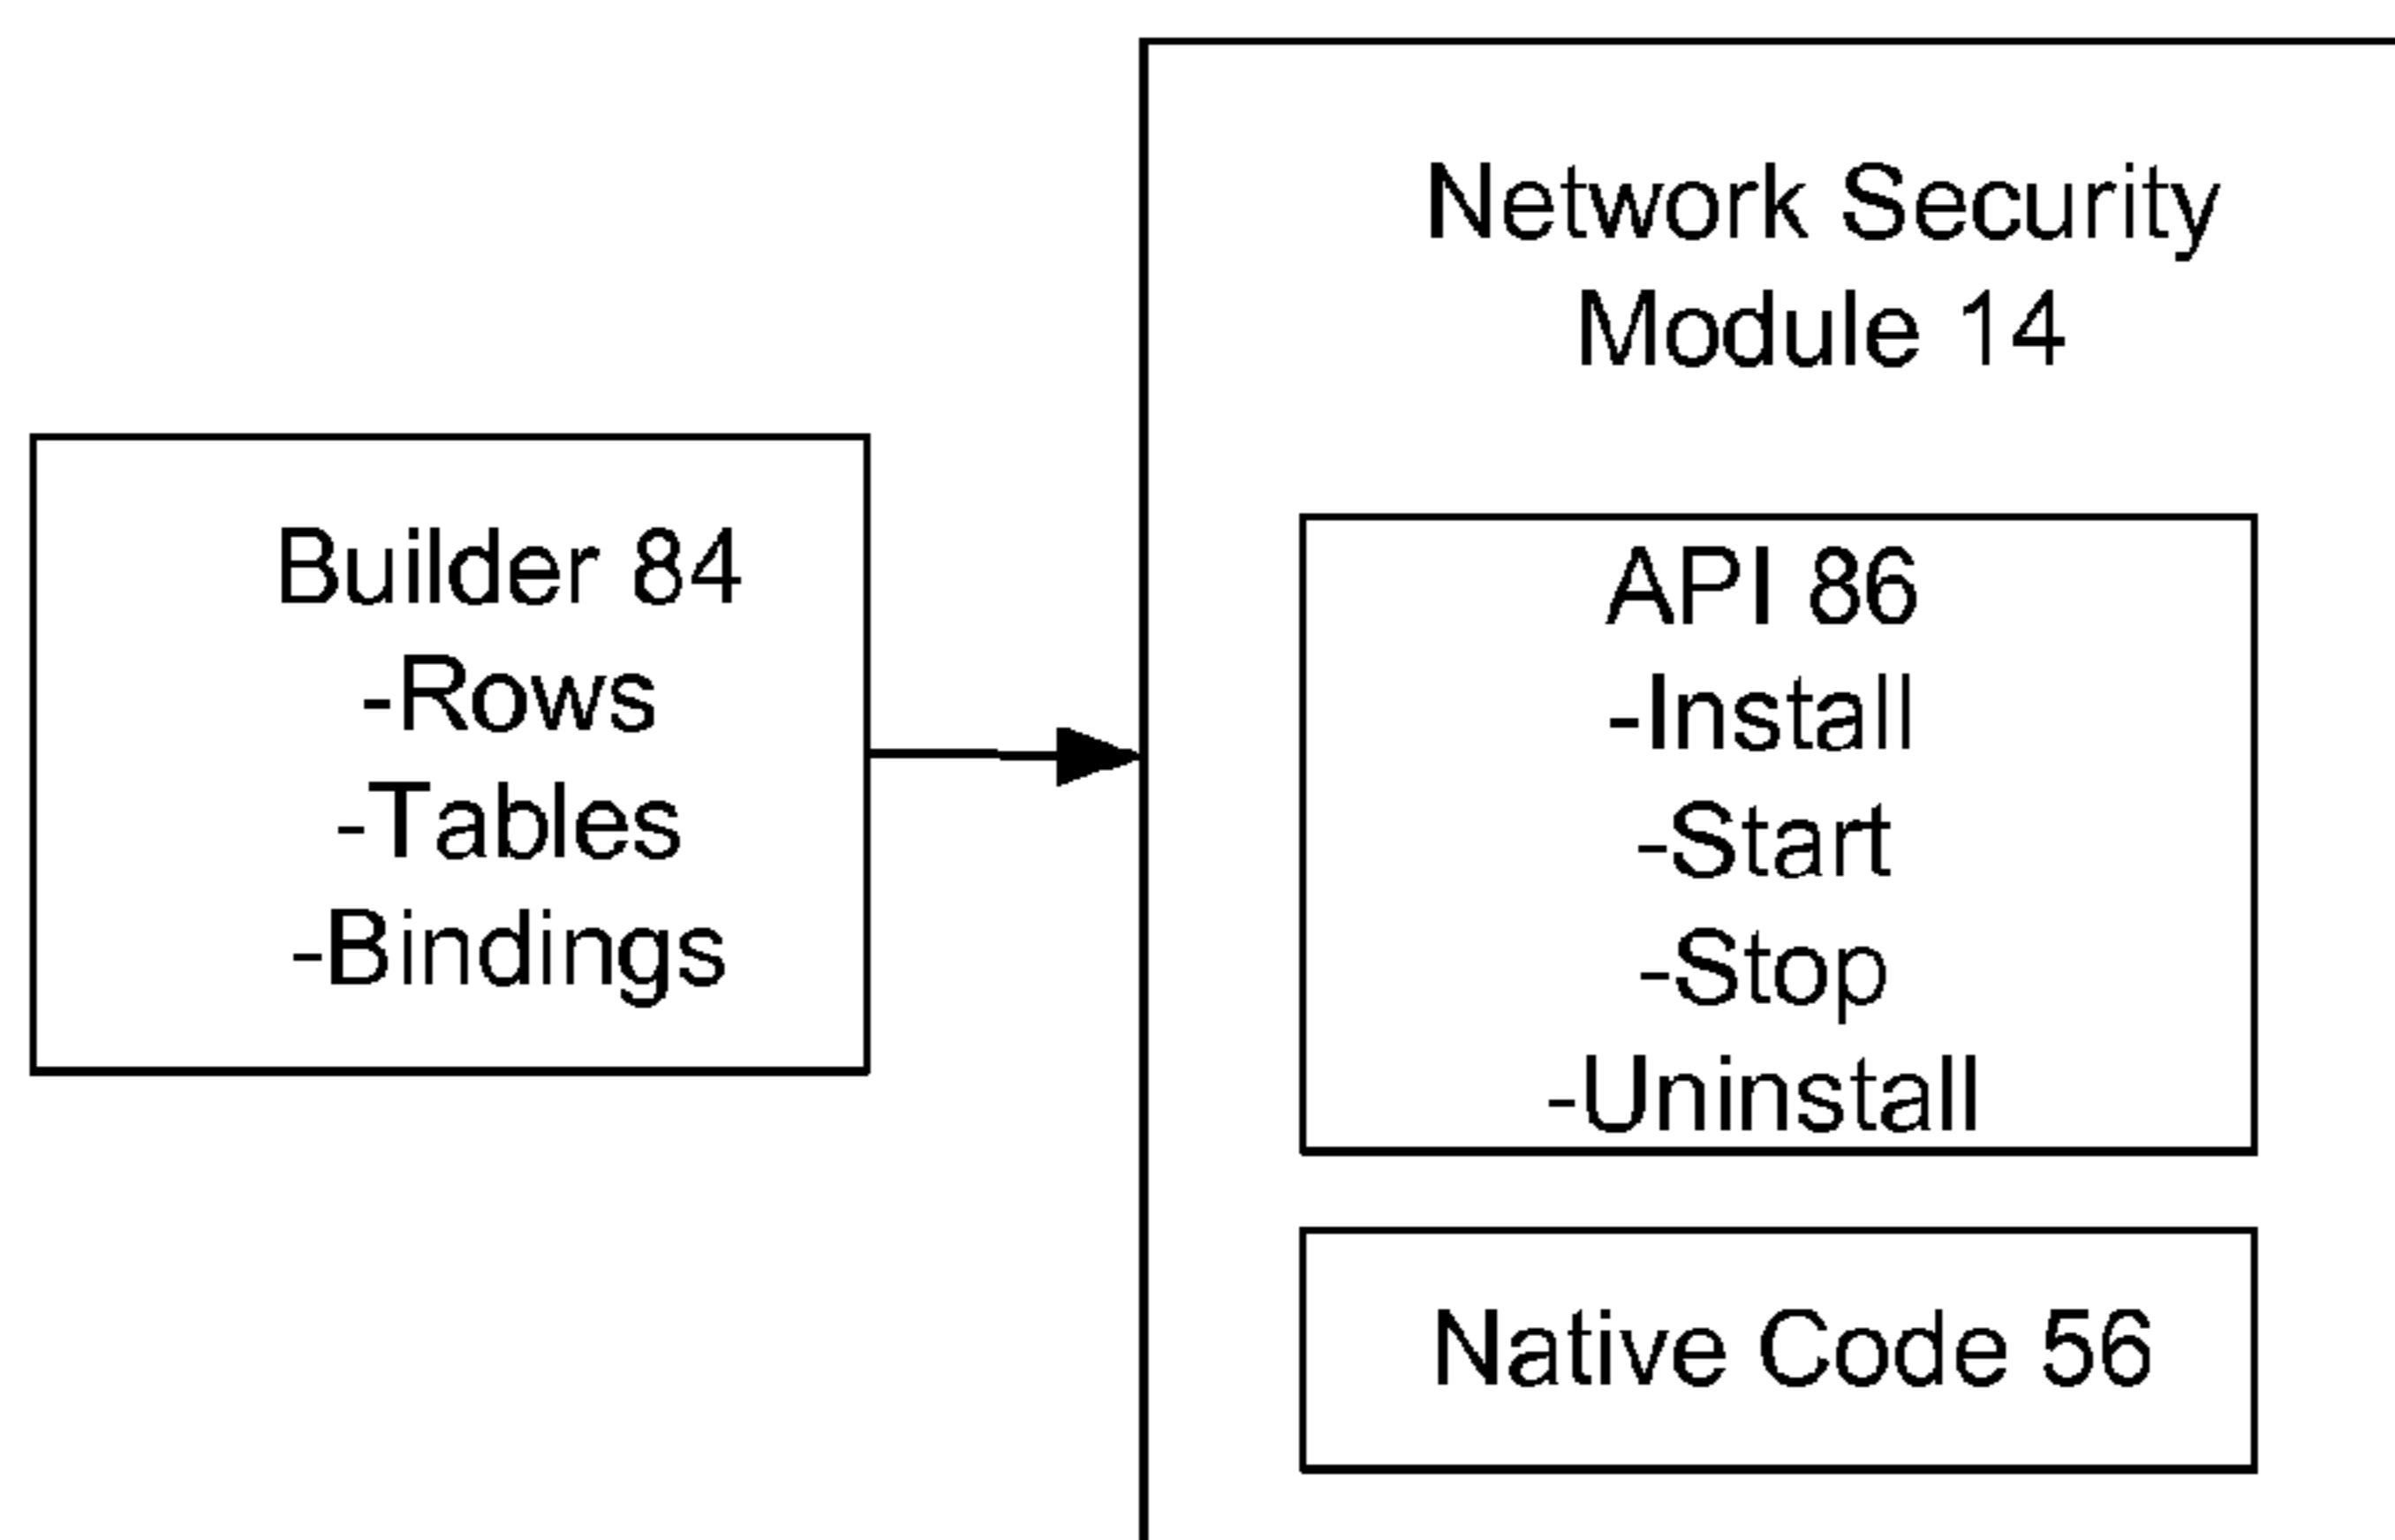 Network Security
Module 14
Builder 84
-Rows
-Tables
-Bindings
API 86
-Install
-Start
-Stop
-Uninstall
Native Code 56